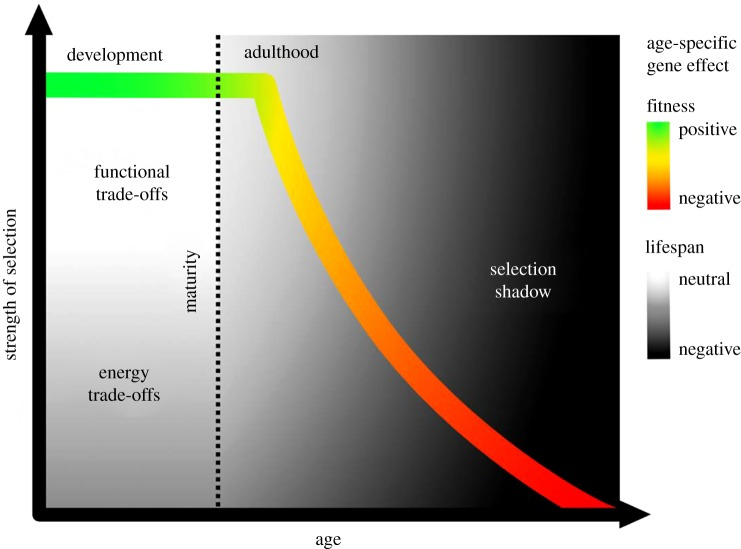 development
adulthood
functional
trade-offs
energy
trade-offs
maturity
selection
shadow
strength of selection
age
age-specific
gene effect
fitness
positive
negative
lifespan
neutral
negative